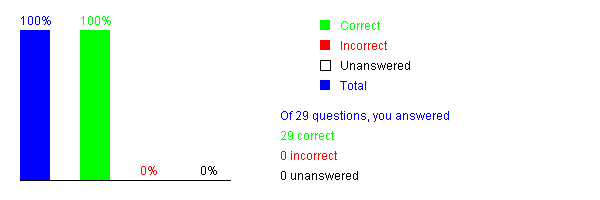 100%
100%
0%
0%
Correct
Incorrect
Unanswered
Total
Of 29 questions, you answered
29 correct
0 incorrect
0 unanswered